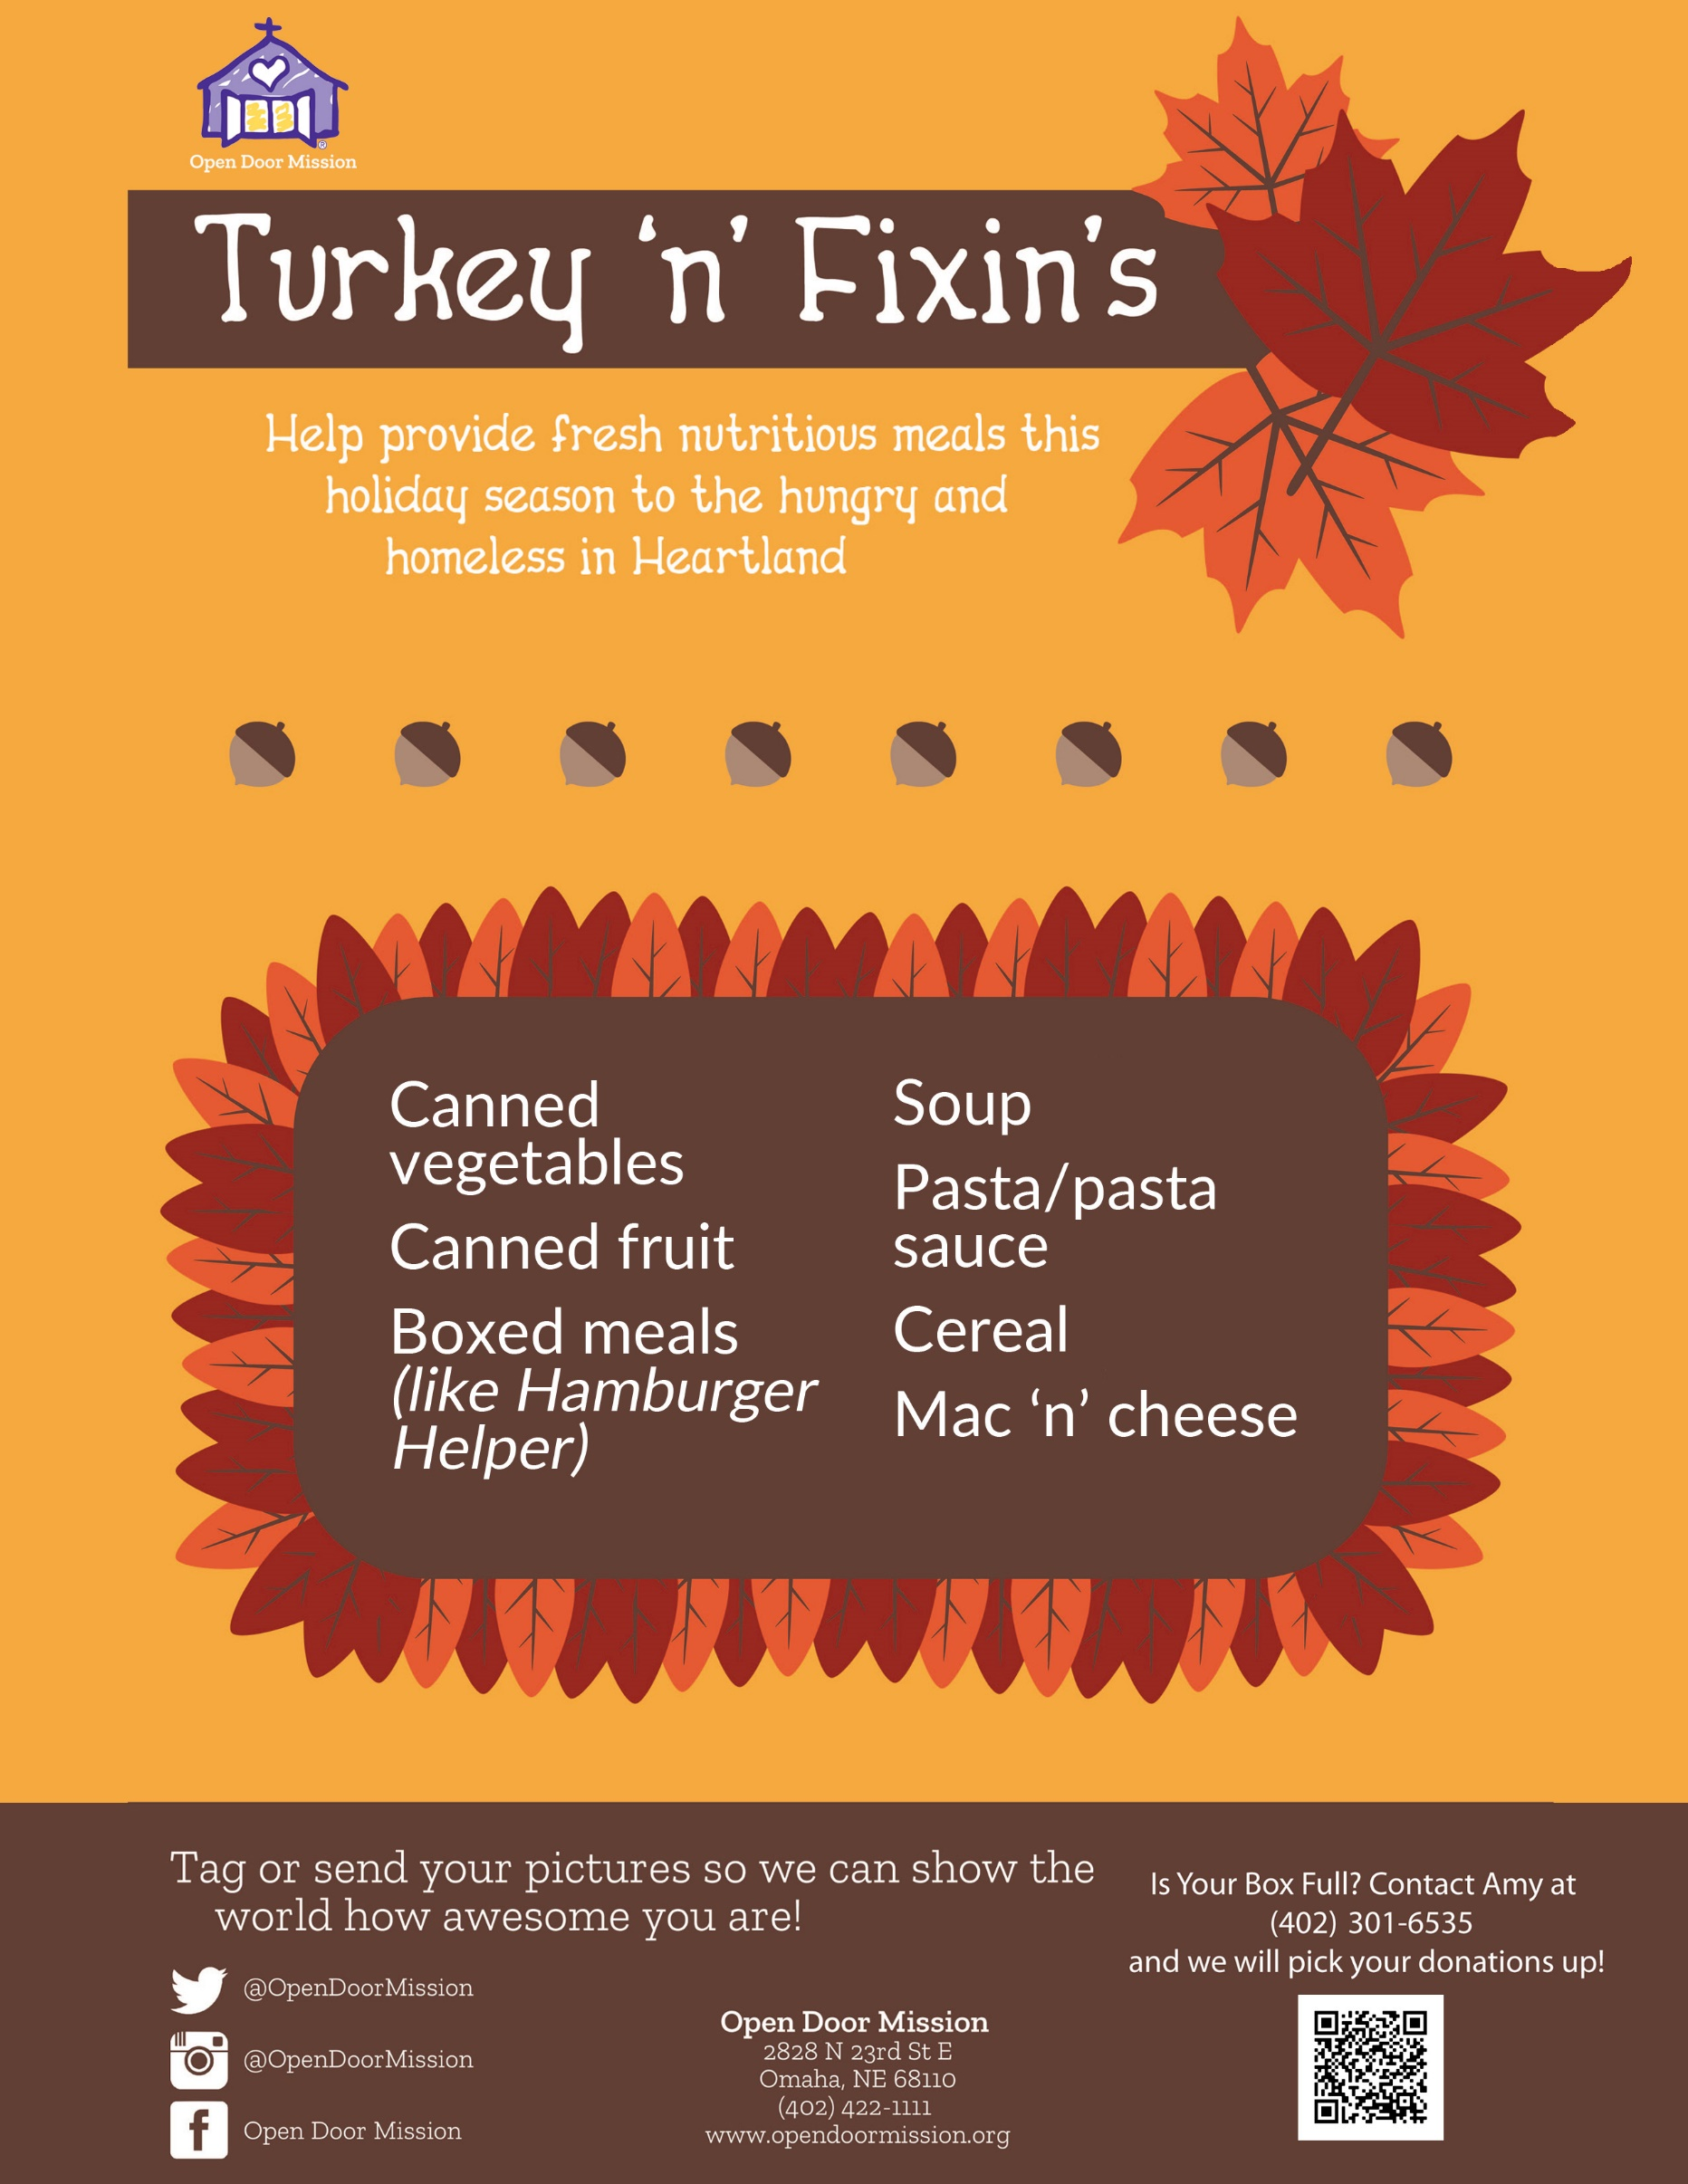 Open Door Mission
Turkey ‘n’ Fixin’s
Help provide fresh nutritious meals this
holiday season to the hungry and
homeless in Heartland
Canned
vegetables
Canned fruit
Boxed meals
(like Hamburger
Helper)
Soup
Pasta/pasta
sauce
Cereal
Mac ‘n’ cheese
Tag or send your pictures so we can show the
world how awesome you are!
@OpenDoorMission
@OpenDoorMission
Open Door Mission
Open Door Mission
2828 N 23rd St E
Omaha, NE 68110
(402) 422-1111
www.opendoormission.org
Is Your Box Full? Contact Amy at
(402) 301-6535
and we will pick your donations up!